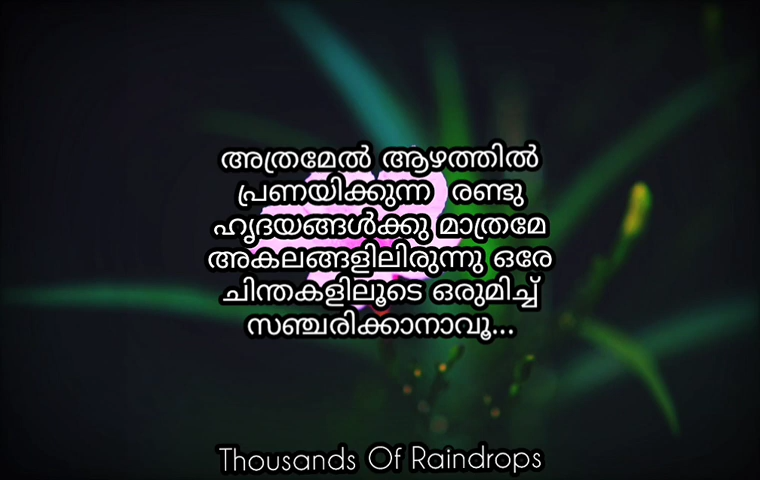 അത്രമേൽ ആഴത്തിൽ
പ്രണയിക്കുന്ന രണ്ടു
ഹൃദയങ്ങൾക്കു മാത്രമേ
അകലങ്ങളിലിരുന്നു ഒരേ
ചിന്തകളിലൂടെ ഒരുമിച്ച്
സഞ്ചരിക്കാനാവൂ...
Thousands Of Raindrops